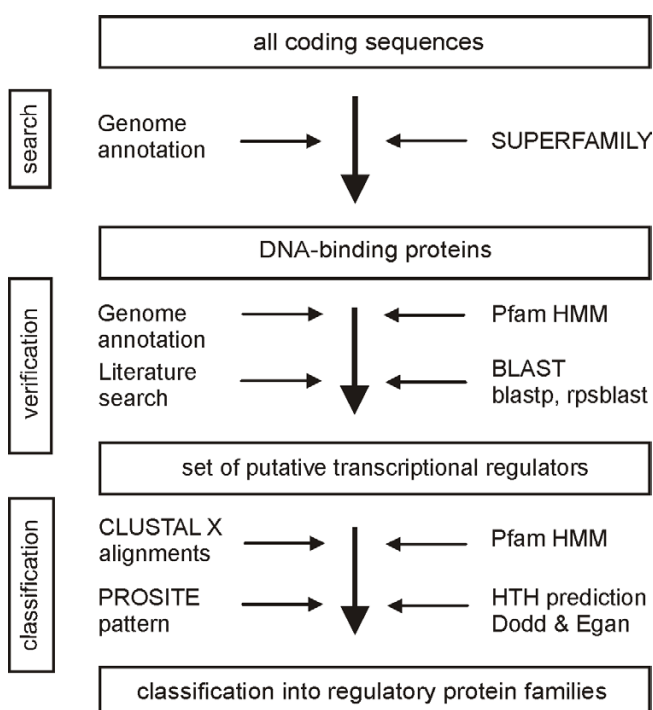 all coding sequences
search
Genome
annotation
SUPERFAMILY
DNA-binding proteins
verification
Genome
annotation
Pfam HMM
Literature
search
BLAST
blastp, rpsblast
set of putative transcriptional regulators
classification
CLUSTAL X
alignments
Pfam HMM
PROSITE
pattern
HTH prediction
Dodd & Egan
classification into regulatory protein families